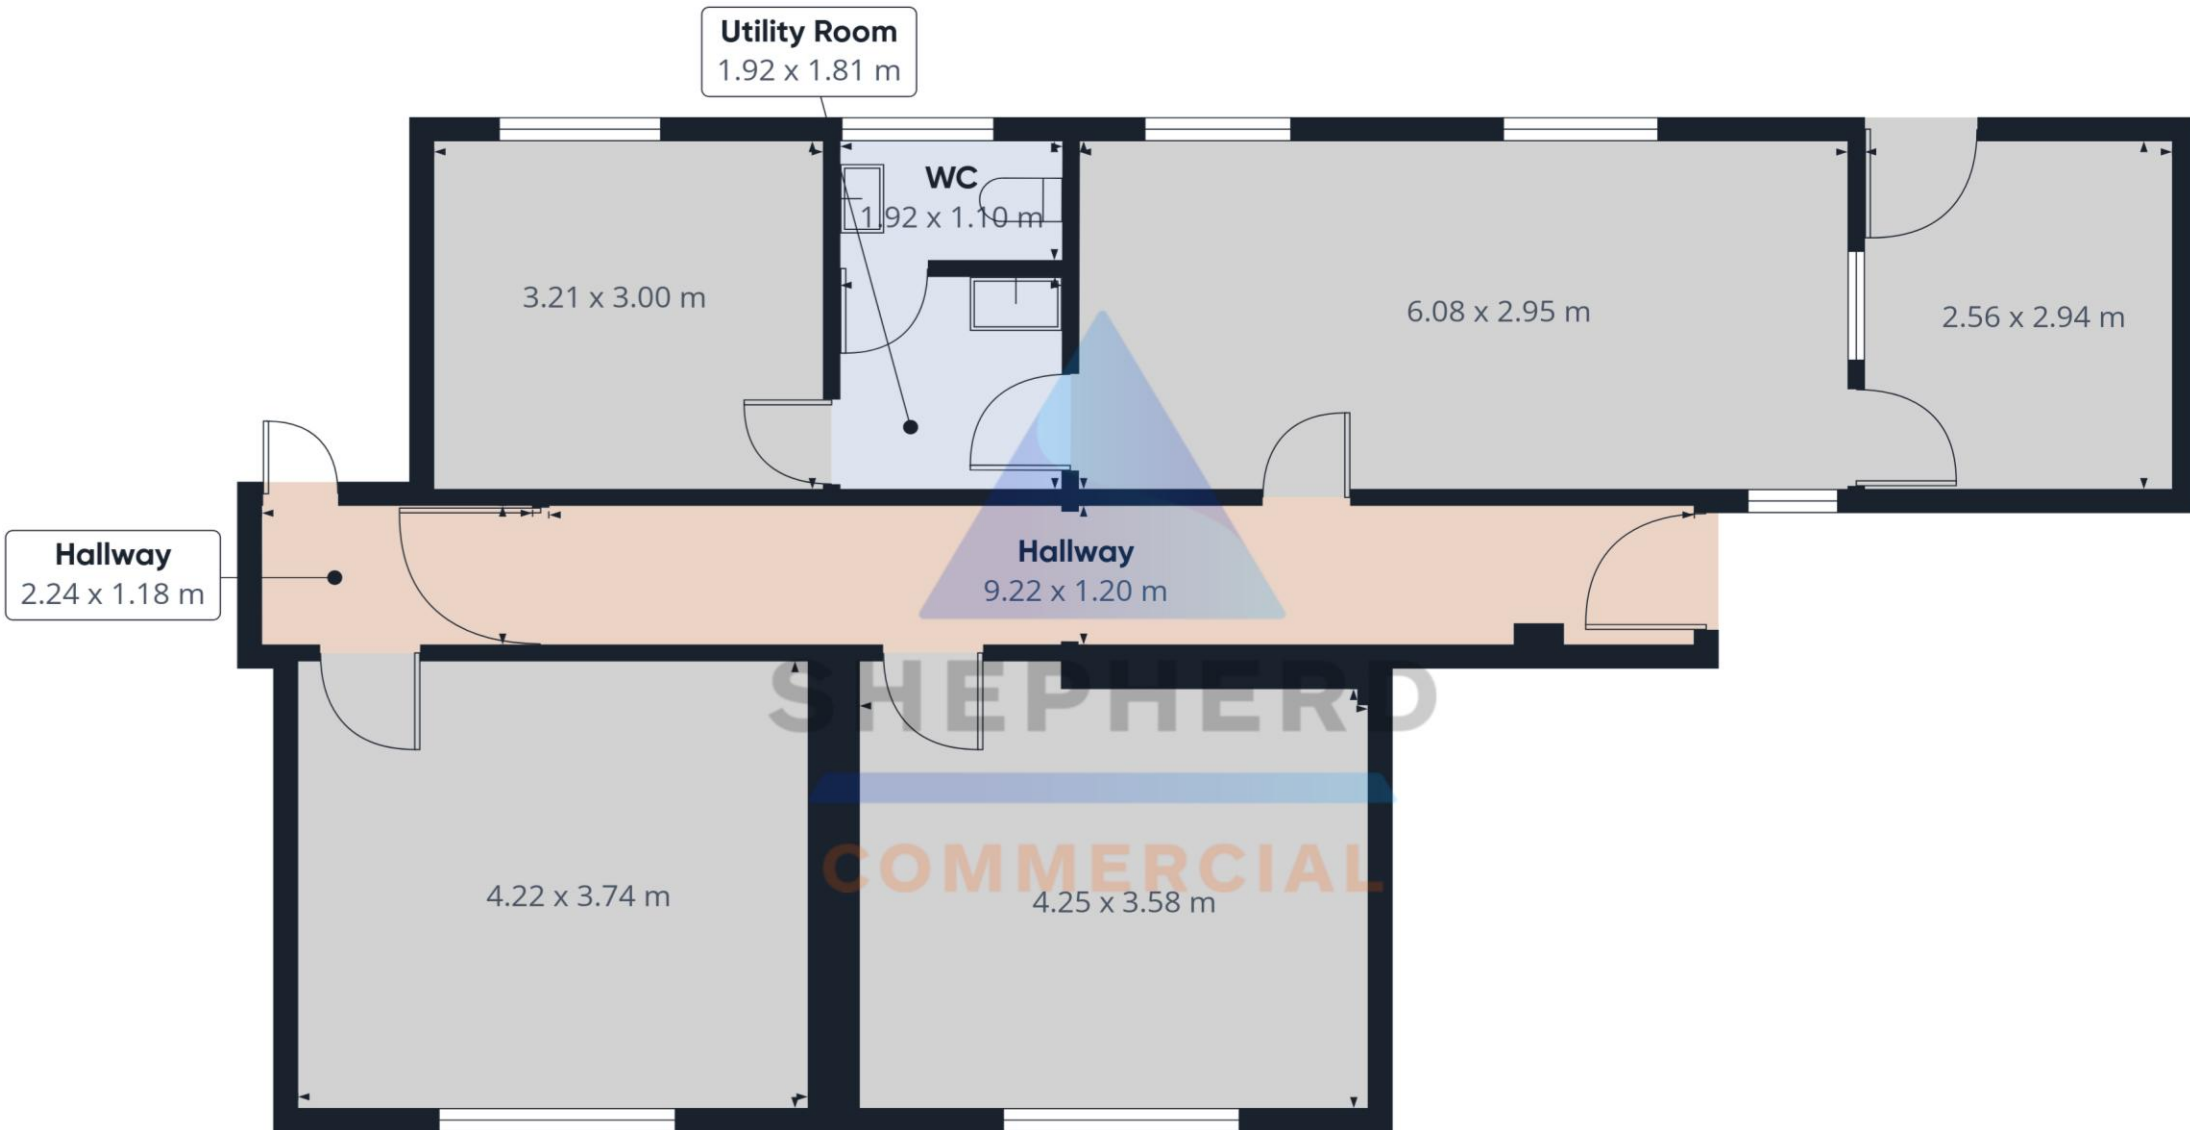 Utility Room
1.92 x 1.81 m
WC
1.92 x 1.10 m
3.21 x 3.00 m
6.08 x 2.95 m
2.56 x 2.94 m
Hallway
2.24 x 1.18 m
Hallway
9.22 x 1.20 m
SHEPHERD
COMMERCIAL
4.22 x 3.74 m
4.25 x 3.58 m